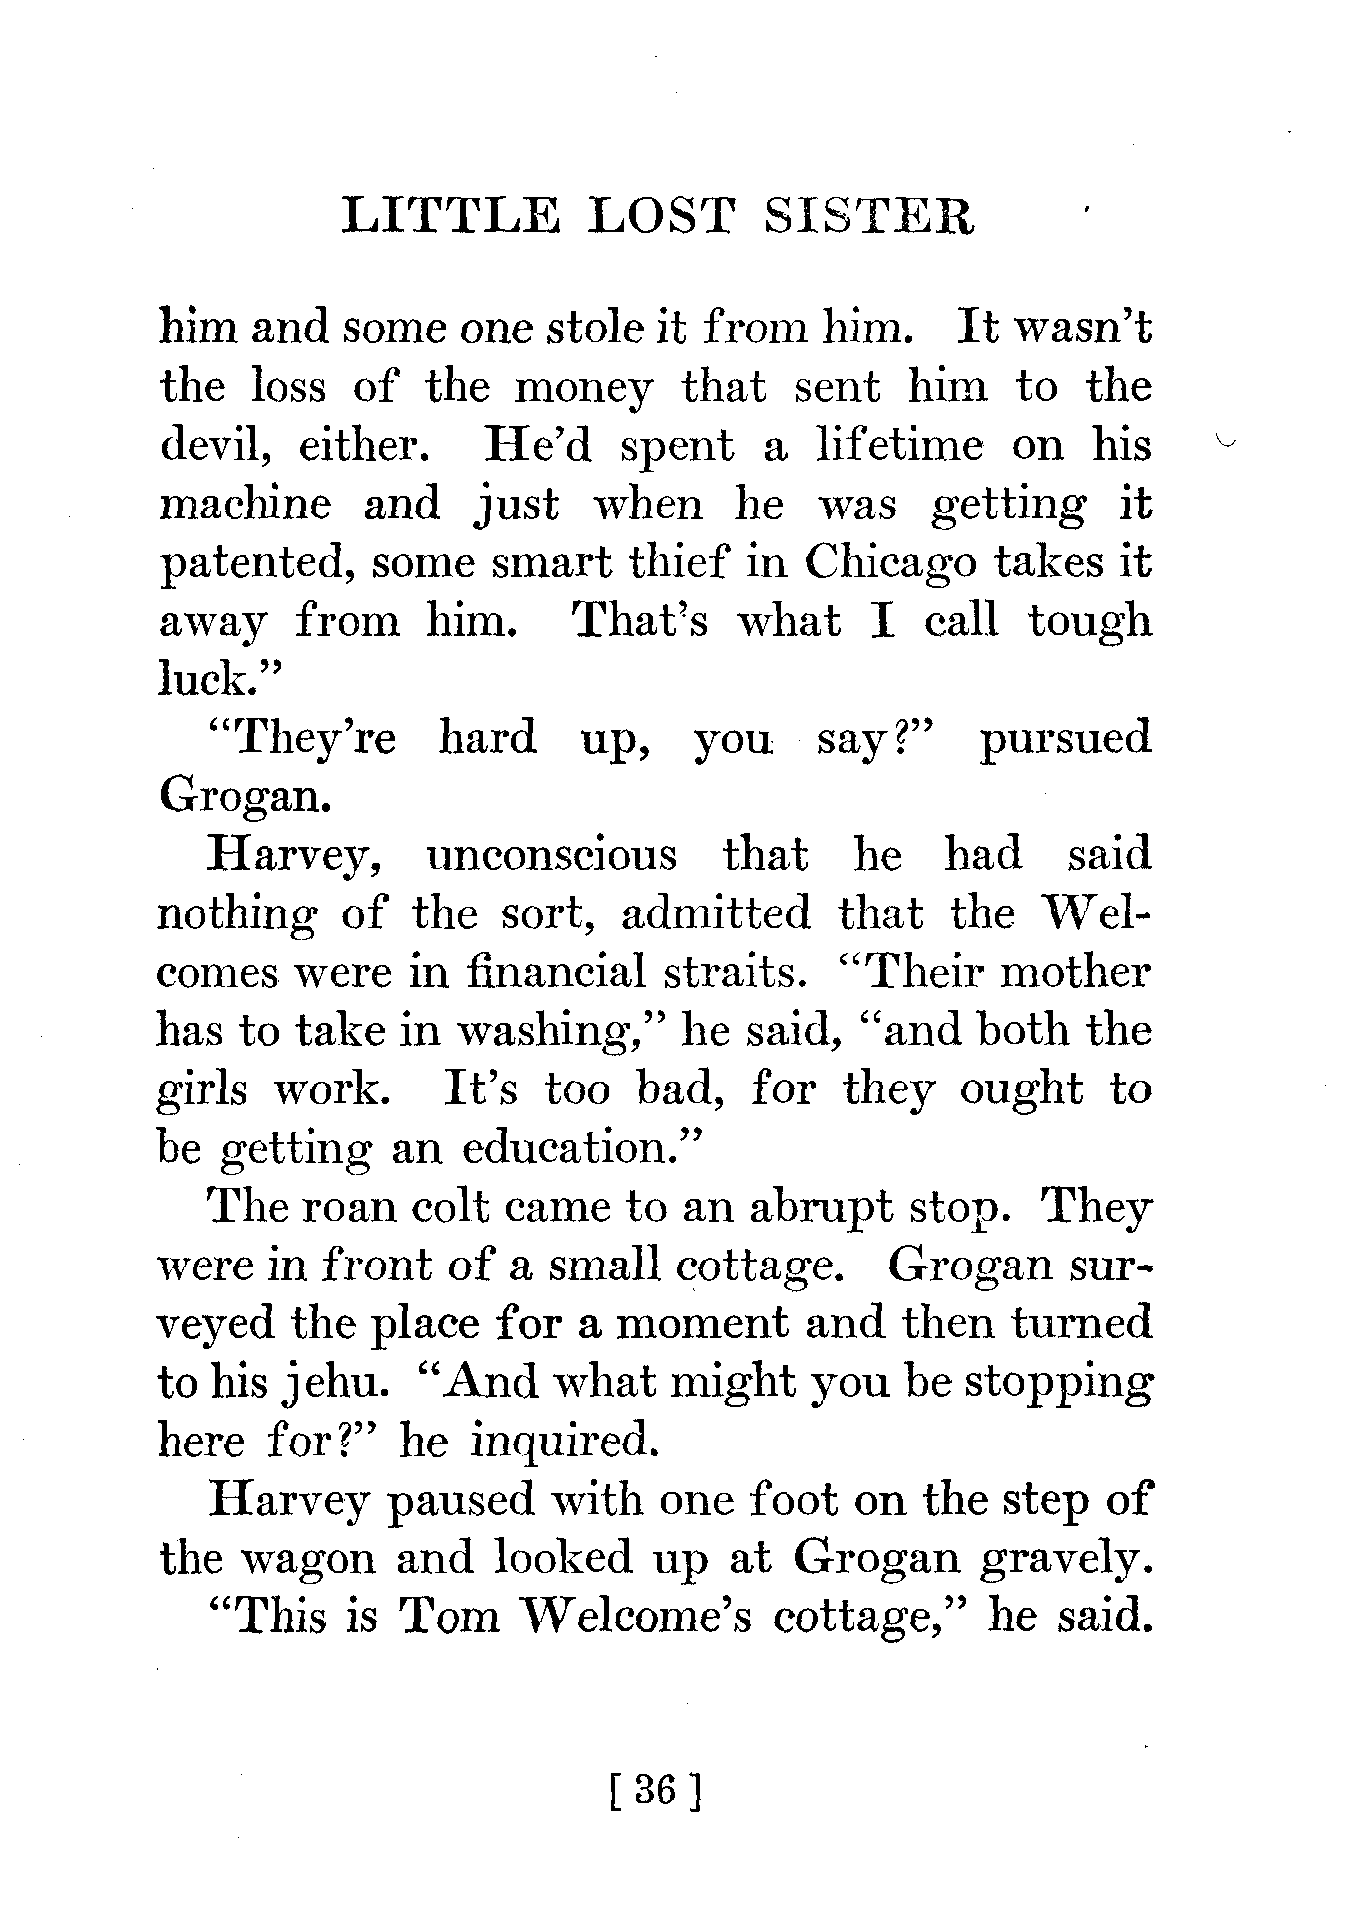 LITTLE LOST SISTER
him and some one stole it from him. It wasn't
the loss of the money that sent him to the
devil, either. He'd spent a lifetime on his
machine and just when he was getting it
patented, some smart thief in Chicago takes it
away from him. That's what I call tough
luck."
"They're hard up, you say?" pursued
Grogan.
Harvey, unconscious that he had said
nothing of the sort, admitted that the Wel-
comes were in financial straits. "Their mother
has to take in washing," he said, "and both the
girls work. It's too bad, for they ought to
be getting an education."
The roan colt came to an abrupt stop. They
were in front of a small cottage. Grogan sur-
veyed the place for a moment and then turned
to his jehu. "And what might you be stopping
here for?" he inquired.
Harvey paused with one foot on the step of
the wagon and looked up at Grogan gravely.
"This is Tom Welcome's cottage," he said.
[ 36 ]